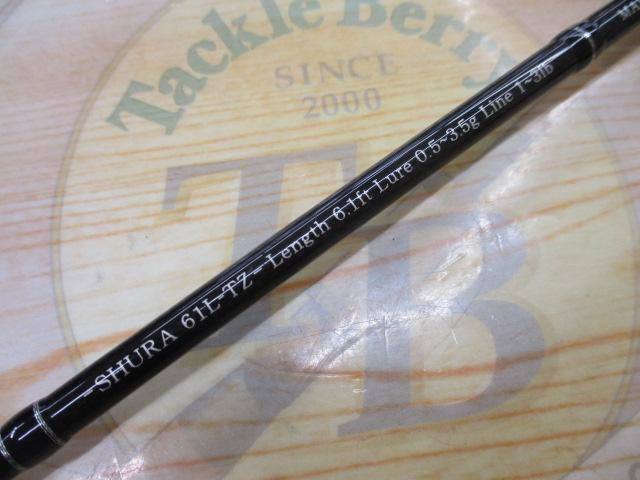 Tackle Berry
SINCE
2000
TB
-SHURA 61L-TZ- Length 6.1ft Lure 0.5~3.5g Line 1~3lb
MA